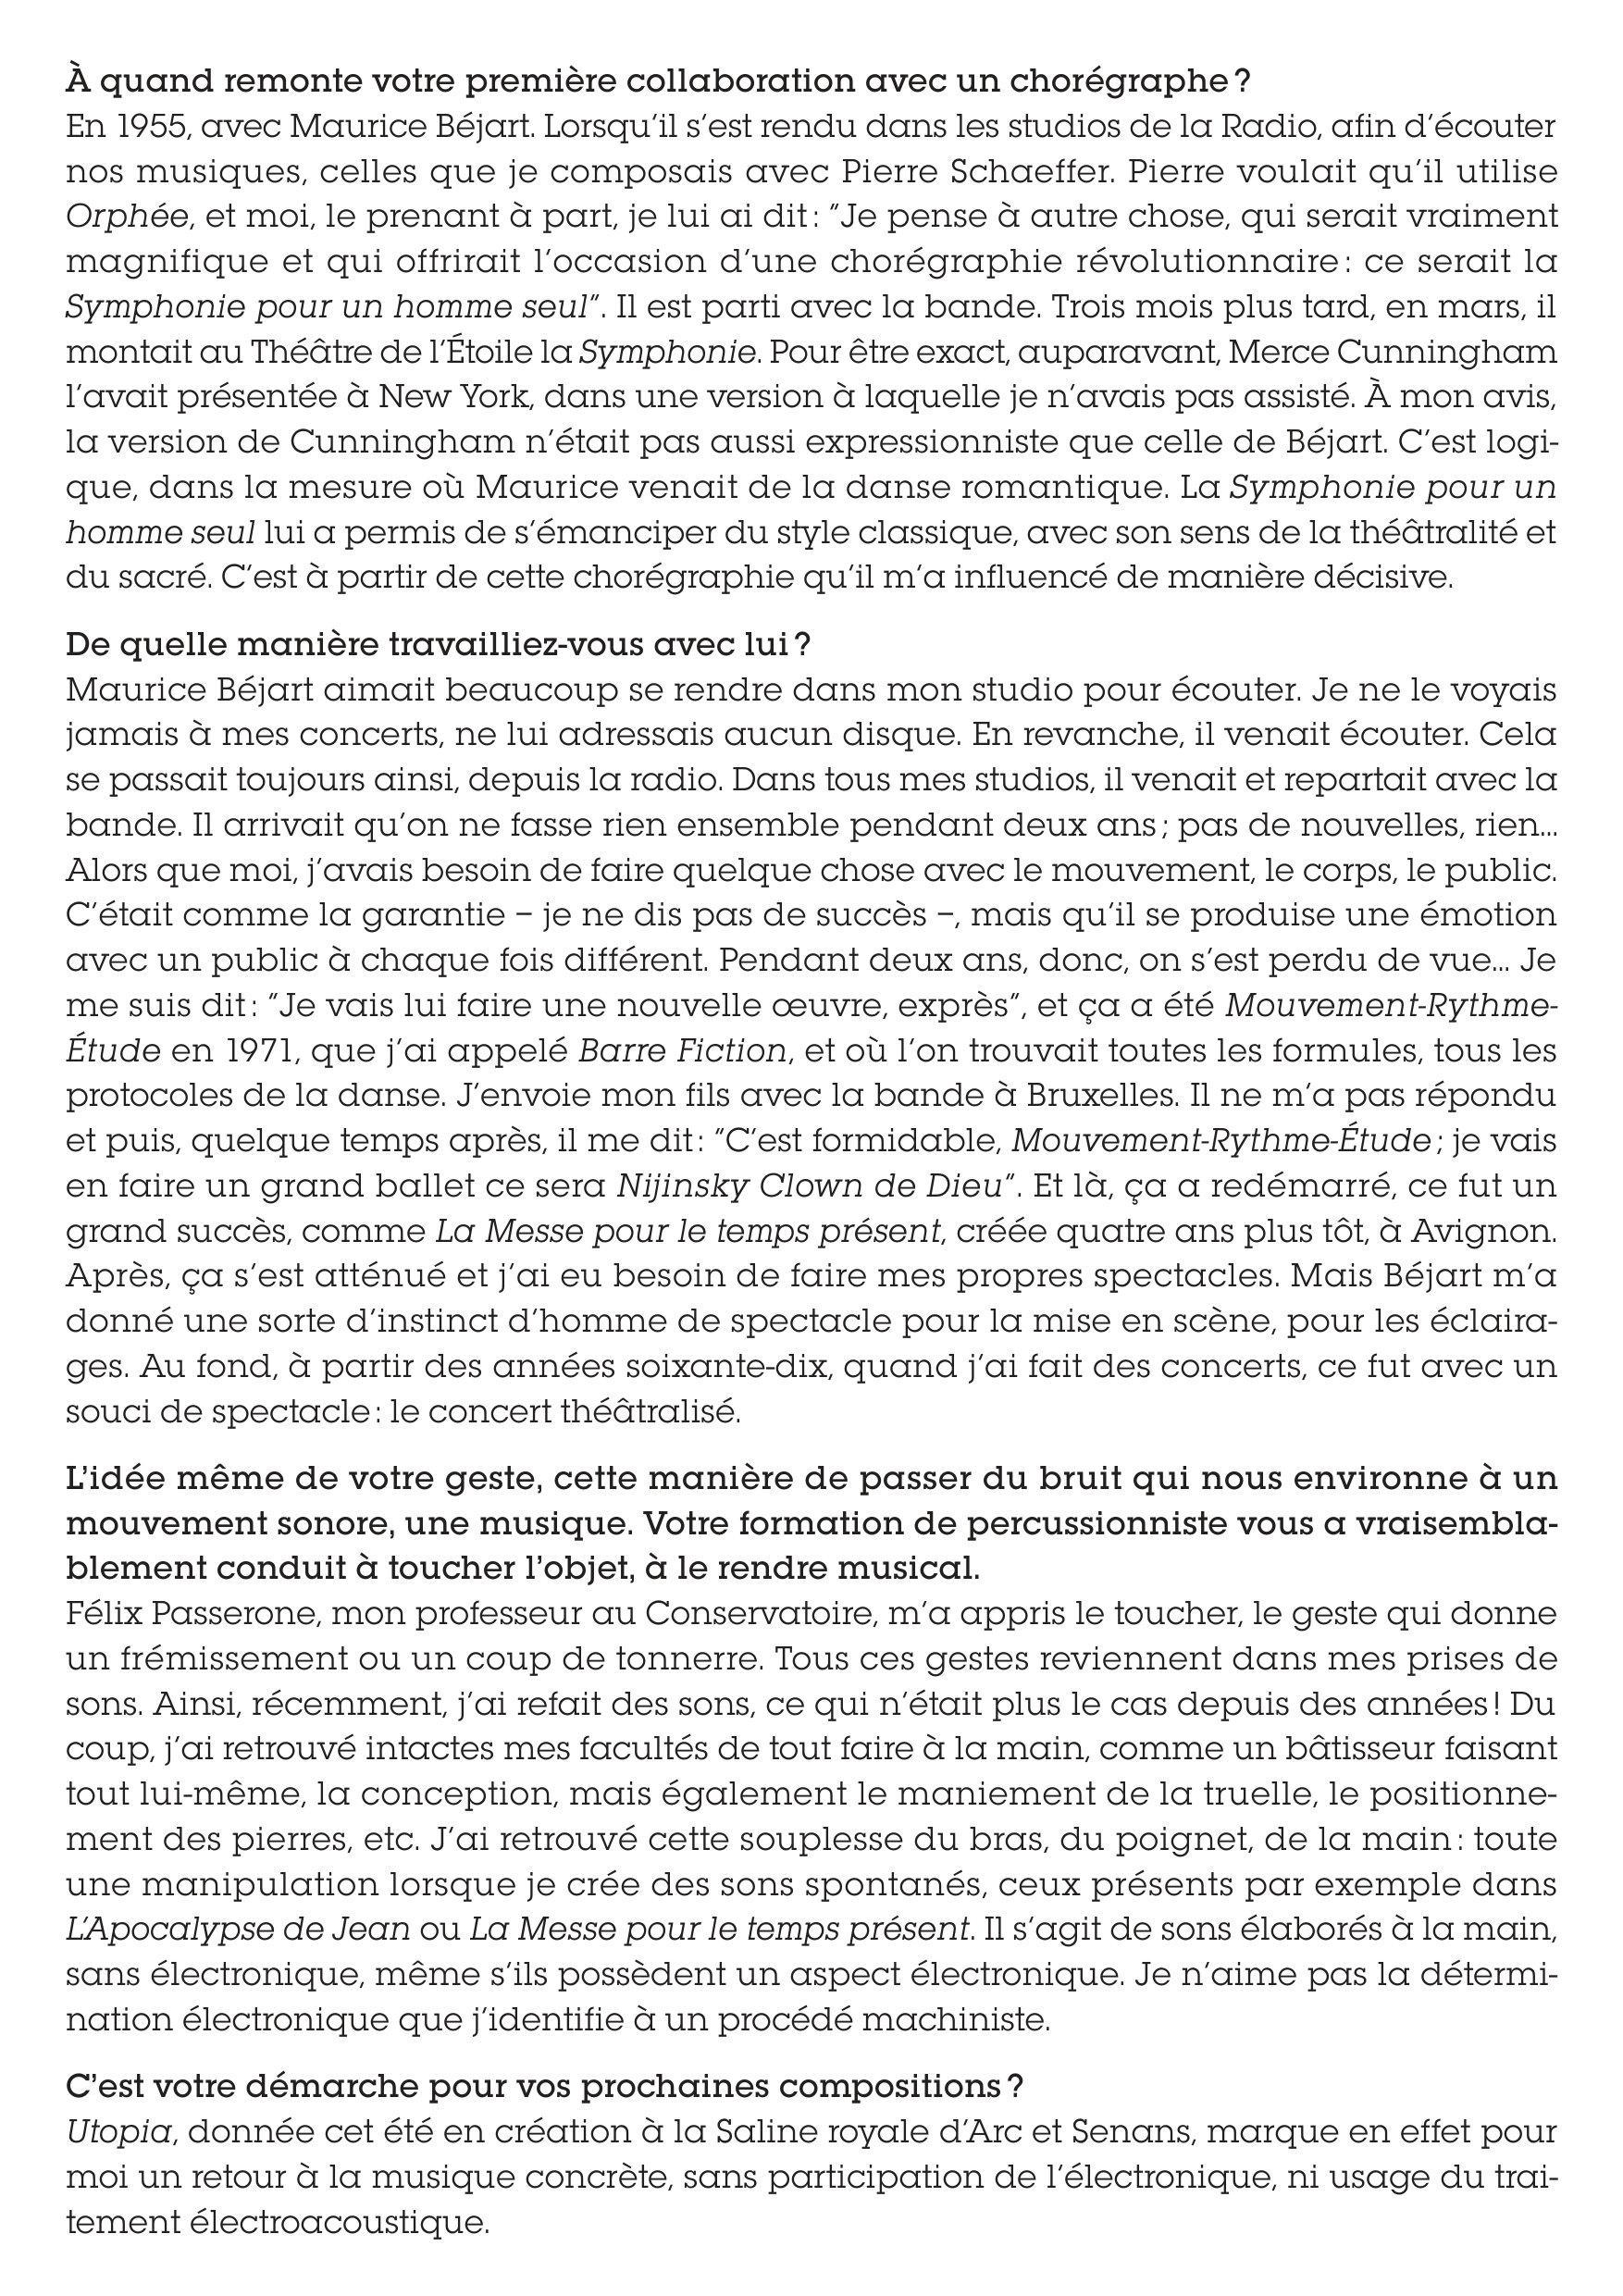 À quand remonte votre première collaboration avec un chorégraphe ?
En 1955, avec Maurice Béjart. Lorsqu’il s’est rendu dans les studios de la Radio, afin d’écouter
nos musiques, celles que je composais avec Pierre Schaeffer. Pierre voulait qu’il utilise
Orphée, et moi, le prenant à part, je lui ai dit : “Je pense à autre chose, qui serait vraiment
magnifique et qui offrirait l’occasion d’une chorégraphie révolutionnaire : ce serait la
Symphonie pour un homme seul”. Il est parti avec la bande. Trois mois plus tard, en mars, il
montait au Théâtre de l’Étoile la Symphonie. Pour être exact, auparavant, Merce Cunningham
l’avait présentée à New York, dans une version à laquelle je n’avais pas assisté. À mon avis,
la version de Cunningham n’était pas aussi expressionniste que celle de Béjart. C’est logi-
que, dans la mesure où Maurice venait de la danse romantique. La Symphonie pour un
homme seul lui a permis de s’émanciper du style classique, avec son sens de la théâtralité et
du sacré. C’est à partir de cette chorégraphie qu’il m’a influencé de manière décisive.
De quelle manière travailliez-vous avec lui ?
Maurice Béjart aimait beaucoup se rendre dans mon studio pour écouter. Je ne le voyais
jamais à mes concerts, ne lui adressais aucun disque. En revanche, il venait écouter. Cela
se passait toujours ainsi, depuis la radio. Dans tous mes studios, il venait et repartait avec la
bande. Il arrivait qu’on ne fasse rien ensemble pendant deux ans ; pas de nouvelles, rien...
Alors que moi, j’avais besoin de faire quelque chose avec le mouvement, le corps, le public.
C’était comme la garantie – je ne dis pas de succès –, mais qu’il se produise une émotion
avec un public à chaque fois différent. Pendant deux ans, donc, on s’est perdu de vue... Je
me suis dit : “Je vais lui faire une nouvelle œuvre, exprès”, et ça a été Mouvement-Rythme-
Étude en 1971, que j’ai appelé Barre Fiction, et où l’on trouvait toutes les formules, tous les
protocoles de la danse. J’envoie mon fils avec la bande à Bruxelles. Il ne m’a pas répondu
et puis, quelque temps après, il me dit : “C’est formidable, Mouvement-Rythme-Étude ; je vais
en faire un grand ballet ce sera Nijinsky Clown de Dieu”. Et là, ça a redémarré, ce fut un
grand succès, comme La Messe pour le temps présent, créée quatre ans plus tôt, à Avignon.
Après, ça s’est atténué et j’ai eu besoin de faire mes propres spectacles. Mais Béjart m’a
donné une sorte d’instinct d’homme de spectacle pour la mise en scène, pour les éclaira-
ges. Au fond, à partir des années soixante-dix, quand j’ai fait des concerts, ce fut avec un
souci de spectacle : le concert théâtralisé.
L’idée même de votre geste, cette manière de passer du bruit qui nous environne à un
mouvement sonore, une musique. Votre formation de percussionniste vous a vraisembla-
blement conduit à toucher l’objet, à le rendre musical.
Félix Passerone, mon professeur au Conservatoire, m’a appris le toucher, le geste qui donne
un frémissement ou un coup de tonnerre. Tous ces gestes reviennent dans mes prises de
sons. Ainsi, récemment, j’ai refait des sons, ce qui n’était plus le cas depuis des années ! Du
coup, j’ai retrouvé intactes mes facultés de tout faire à la main, comme un bâtisseur faisant
tout lui-même, la conception, mais également le maniement de la truelle, le positionne-
ment des pierres, etc. J’ai retrouvé cette souplesse du bras, du poignet, de la main : toute
une manipulation lorsque je crée des sons spontanés, ceux présents par exemple dans
L’Apocalypse de Jean ou La Messe pour le temps présent. Il s’agit de sons élaborés à la main,
sans électronique, même s’ils possèdent un aspect électronique. Je n’aime pas la détermi-
nation électronique que j’identifie à un procédé machiniste.
C’est votre démarche pour vos prochaines compositions ?
Utopia, donnée cet été en création à la Saline royale d’Arc et Senans, marque en effet pour
moi un retour à la musique concrète, sans participation de l’électronique, ni usage du trai-
tement électroacoustique.